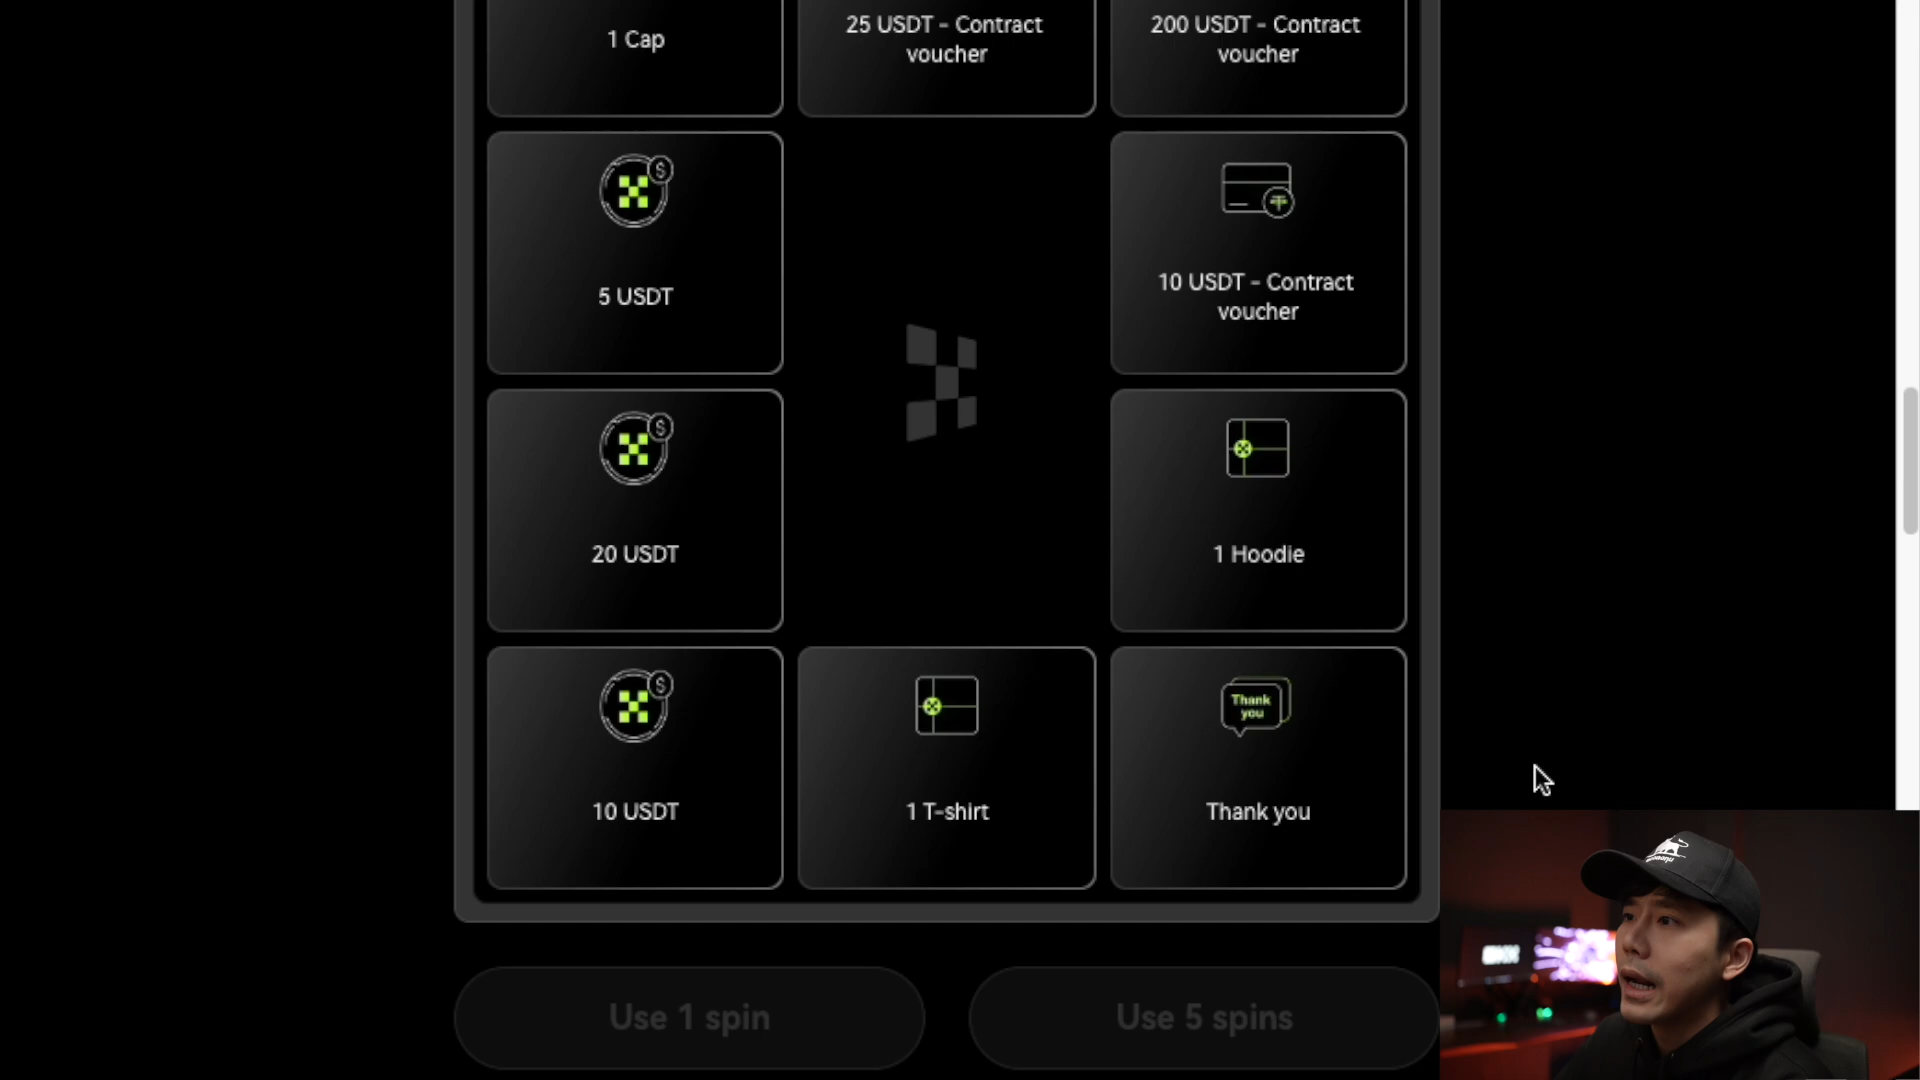 1 Cap
25 USDT - Contract
voucher
200 USDT - Contract
voucher
5 USDT
10 USDT - Contract
voucher
20 USDT
1 Hoodie
10 USDT
1 T-shirt
Thank
you
Thank you
Use 1 spin
Use 5 spins